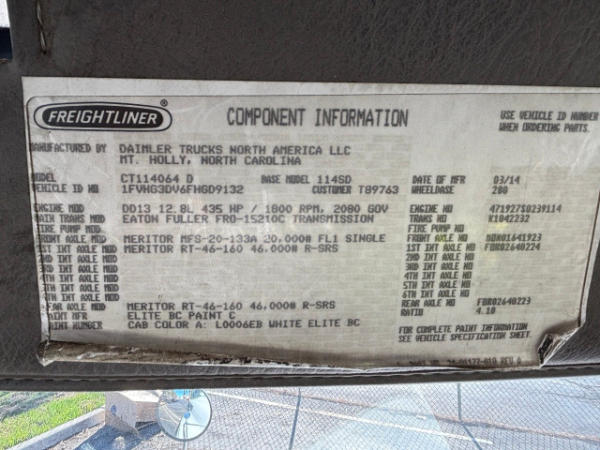 FREIGHTLINER ®
COMPONENT INFORMATION
USE VEHICLE ID NUMBER
WHEN ORDERING PARTS.
MANUFACTURED BY DAIMLER TRUCKS NORTH AMERICA LLC
MT. HOLLY, NORTH CAROLINA
MODEL CT114064 D BASE MODEL 114SD DATE OF MFR 03/14
VEHICLE ID NO 1FVHG3DV6FHGD9132 CUSTOMER T89763 WHEELBASE 280
ENGINE MOD DD13 12.8L 435 HP / 1800 RPM, 2080 GOV ENGINE NO 471927S0239114
MAIN TRANS MOD EATON FULLER FRO-15210C TRANSMISSION TRANS NO K1042232
FIRE PUMP MOD FIRE PUMP NO
FRONT AXLE MOD MERITOR MFS-20-133A 20,000# FL1 SINGLE FRONT AXLE NO NBN01641923
1ST INT AXLE MOD MERITOR RT-46-160 46,000# R-SRS 1ST INT AXLE NO FBR02640224
2ND INT AXLE MOD 2ND INT AXLE NO
3RD INT AXLE MOD 3RD INT AXLE NO
4TH INT AXLE MOD 4TH INT AXLE NO
5TH INT AXLE MOD 5TH INT AXLE NO
6TH INT AXLE MOD 6TH INT AXLE NO
REAR AXLE MOD MERITOR RT-46-160 46,000# R-SRS REAR AXLE NO FBR02640223
PAINT MFR ELITE BC PAINT C RATIO 4.10
PAINT NUMBER CAB COLOR A: L0006EB WHITE ELITE BC
FOR COMPLETE PAINT INFORMATION
SEE VEHICLE SPECIFICATION SHEET.
24-01177-010 REV A